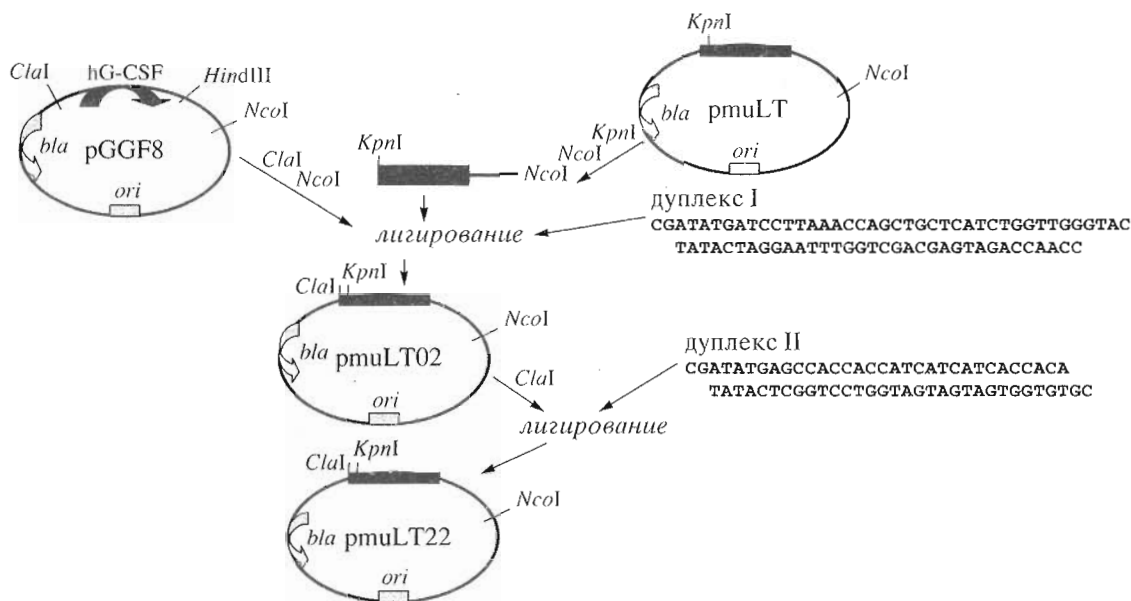 KpnI
hG-CSF
ClaI
HindIII
NcoI
NcoI
bla
pmuLT
bla
pGGF8
KpnI
ClaI
NcoI
KpnI
NcoI
NcoI
ori
ori
дуплекс I
CGATATGATCCTTAAACCAGCTGCTCATCTGGTTGGGTAC
TATACTAGGAATTTGGTCGACGAGTAGACCAACC
лигирование
KpnI
ClaI
NcoI
bla
pmuLT02
ClaI
ori
дуплекс II
CGATATGAGCCACCACCATCATCATCACCACA
TATACTCGGTCCTGGTAGTAGTAGTGGTGTGC
лигирование
KpnI
ClaI
NcoI
bla
pmuLT22
ori